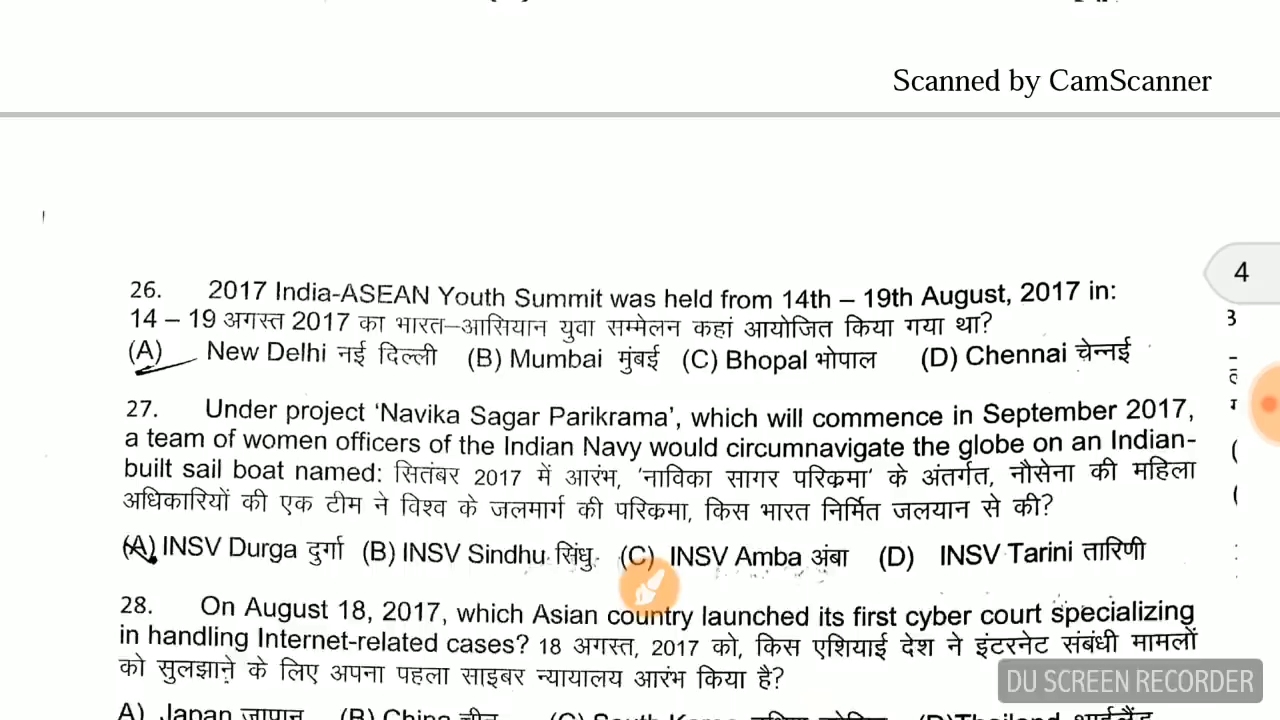 Scanned by CamScanner
4
26. 2017 India-ASEAN Youth Summit was held from 14th – 19th August, 2017 in:
14 – 19 अगस्त 2017 का भारत–आसियान युवा सम्मेलन कहां आयोजित किया गया था?
(A) New Delhi नई दिल्ली (B) Mumbai मुंबई (C) Bhopal भोपाल (D) Chennai चेन्नई
27. Under project ‘Navika Sagar Parikrama’, which will commence in September 2017,
a team of women officers of the Indian Navy would circumnavigate the globe on an Indian-
built sail boat named: सितंबर 2017 में आरंभ, ‘नाविका सागर परिक्रमा’ के अंतर्गत, नौसेना की महिला
अधिकारियों की एक टीम ने विश्व के जलमार्ग की परिक्रमा, किस भारत निर्मित जलयान से की?
(A) INSV Durga दुर्गा (B) INSV Sindhu सिंधु (C) INSV Amba अंबा (D) INSV Tarini तारिणी
28. On August 18, 2017, which Asian country launched its first cyber court specializing
in handling Internet-related cases? 18 अगस्त, 2017 को, किस एशियाई देश ने इंटरनेट संबंधी मामलों
को सुलझाने के लिए अपना पहला साइबर न्यायालय आरंभ किया है?
DU SCREEN RECORDER
A) Japan जापान (B) China चीन (C) South Korea (D) Thailand थाईलैंड